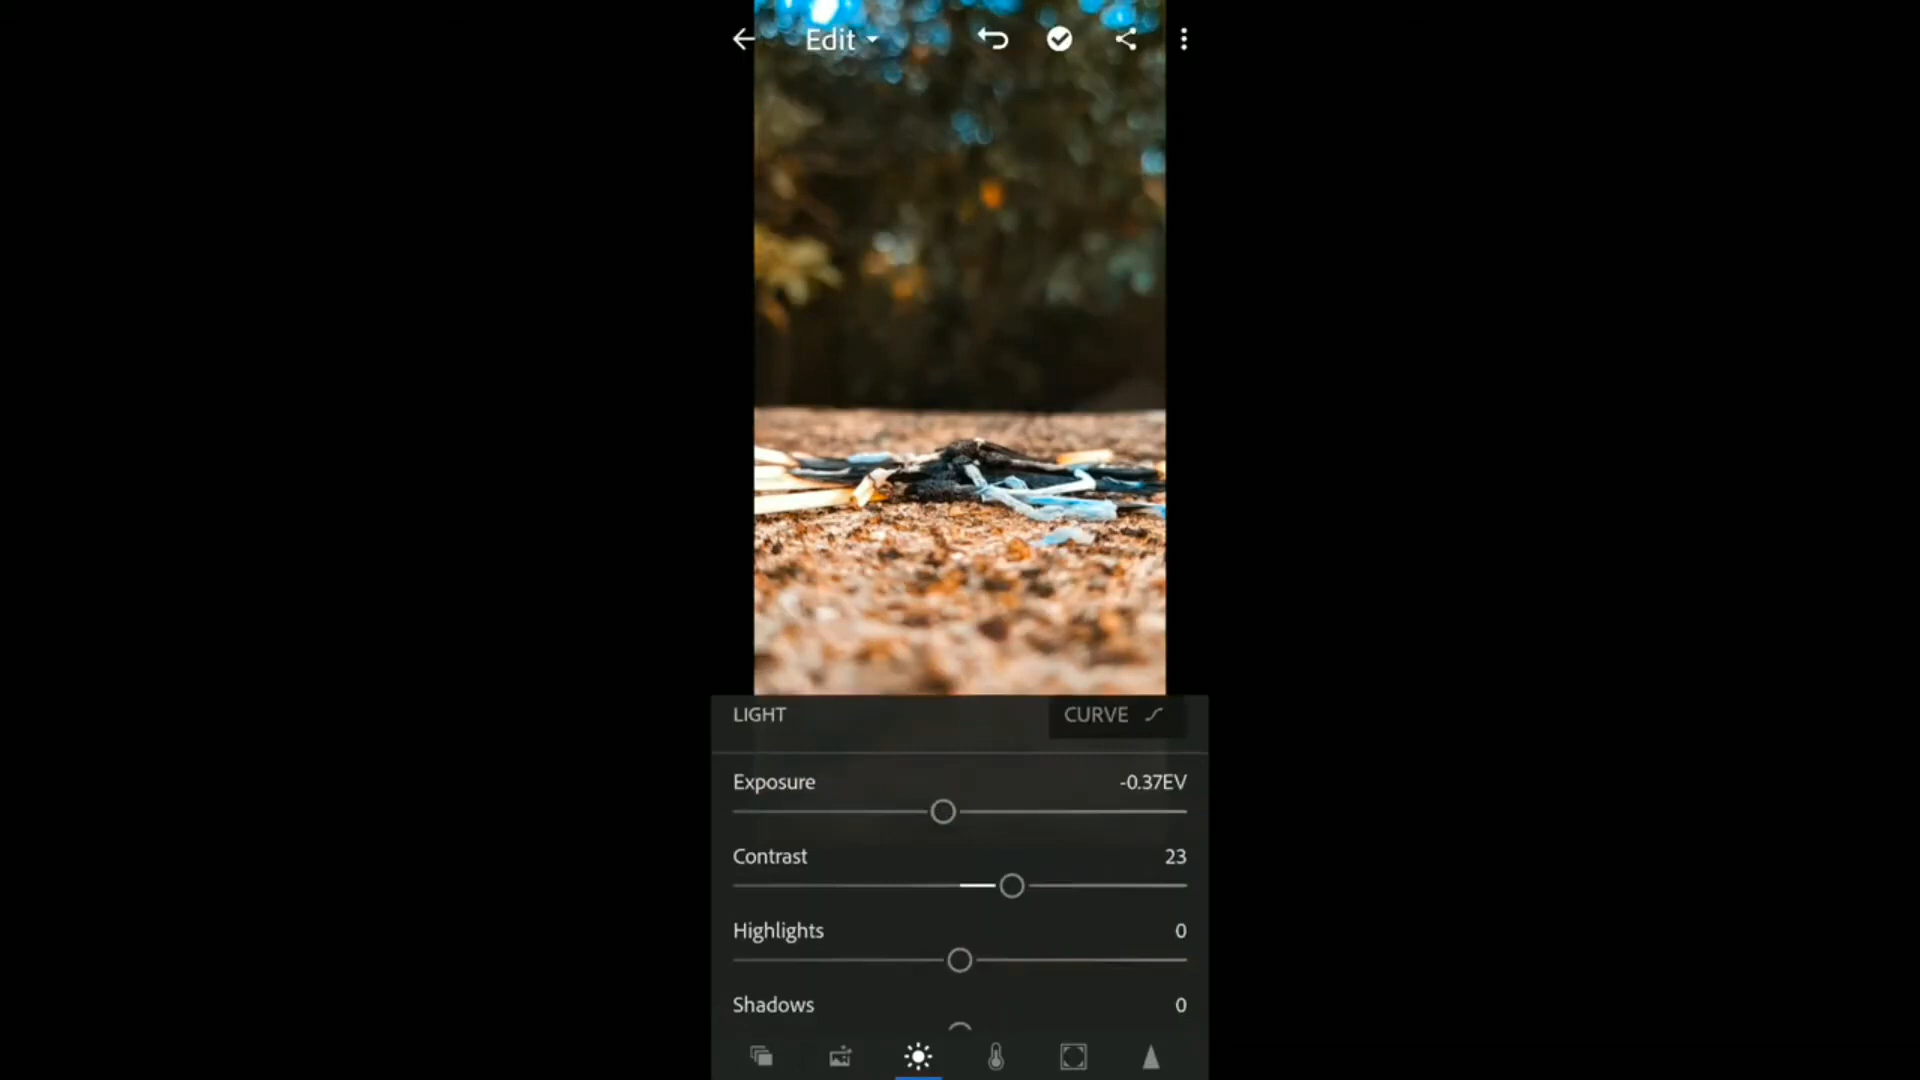 Edit
LIGHT CURVE
Exposure -0.37EV
Contrast 23
Highlights 0
Shadows 0